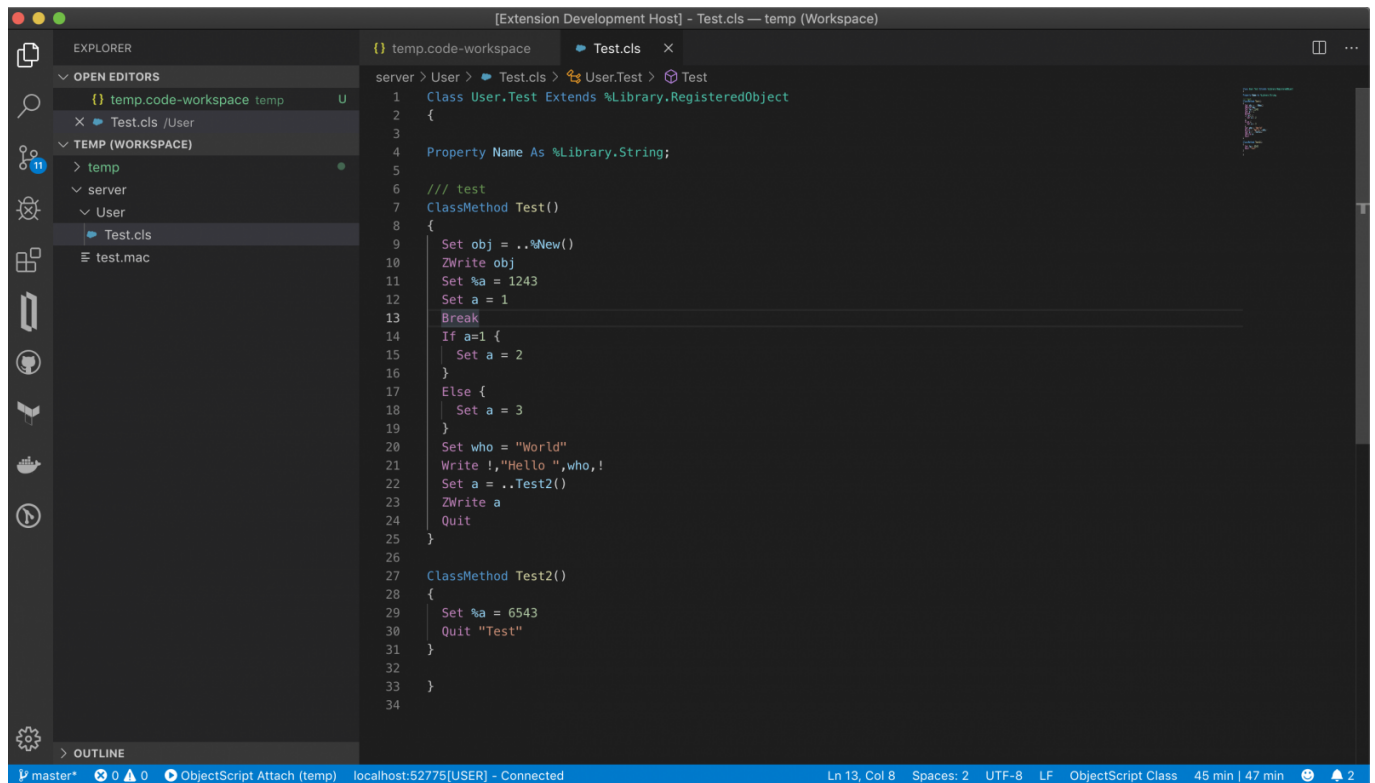 [Extension Development Host] - Test.cls — temp (Workspace)
EXPLORER
OPEN EDITORS
{} temp.code-workspace temp U
Test.cls /User
TEMP (WORKSPACE)
temp
server
User
Test.cls
test.mac
OUTLINE
11
{} temp.code-workspace
Test.cls
server > User > Test.cls > User.Test > Test
1 Class User.Test Extends %Library.RegisteredObject
2 {
3
4 Property Name As %Library.String;
5
6 /// test
7 ClassMethod Test()
8 {
9 Set obj = ..%New()
10 ZWrite obj
11 Set %a = 1243
12 Set a = 1
13 Break
14 If a=1 {
15 Set a = 2
16 }
17 Else {
18 Set a = 3
19 }
20 Set who = "World"
21 Write !,"Hello ",who,!
22 Set a = ..Test2()
23 ZWrite a
24 Quit
25 }
26
27 ClassMethod Test2()
28 {
29 Set %a = 6543
30 Quit "Test"
31 }
32
33 }
34
master* 0 0 ObjectScript Attach (temp) localhost:52775[USER] - Connected Ln 13, Col 8 Spaces: 2 UTF-8 LF ObjectScript Class 45 min | 47 min 2